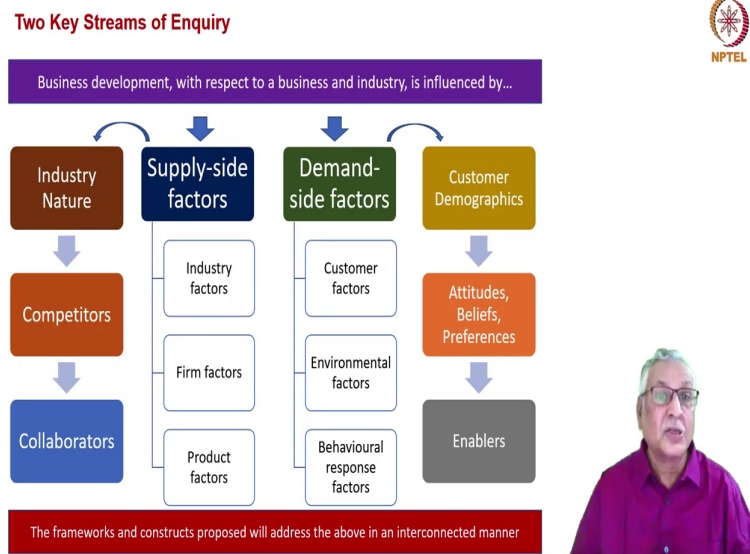 Two Key Streams of Enquiry
NPTEL
Business development, with respect to a business and industry, is influenced by...
Industry
Nature
Supply-side
factors
Demand-
side factors
Customer
Demographics
Industry
factors
Customer
factors
Competitors
Attitudes,
Beliefs,
Preferences
Firm factors
Environmental
factors
Collaborators
Product
factors
Behavioural
response
factors
Enablers
The frameworks and constructs proposed will address the above in an interconnected manner